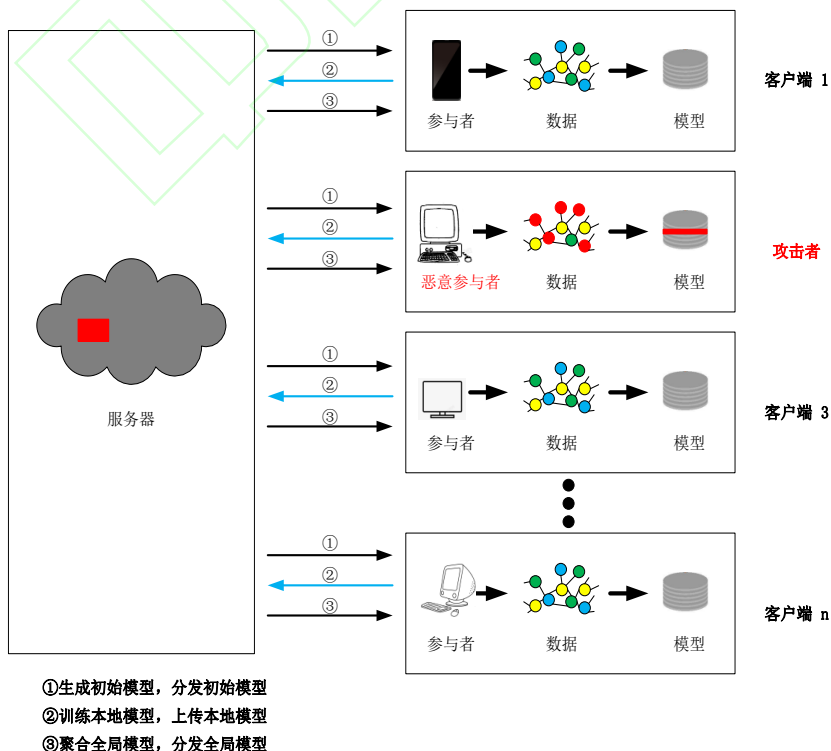 ①
②
③
参与者
数据
模型
客户端 1
①
②
③
恶意参与者
数据
模型
攻击者
服务器
①
②
③
参与者
数据
模型
客户端 3
①
②
③
参与者
数据
模型
客户端 n
①生成初始模型，分发初始模型
②训练本地模型，上传本地模型
③聚合全局模型，分发全局模型